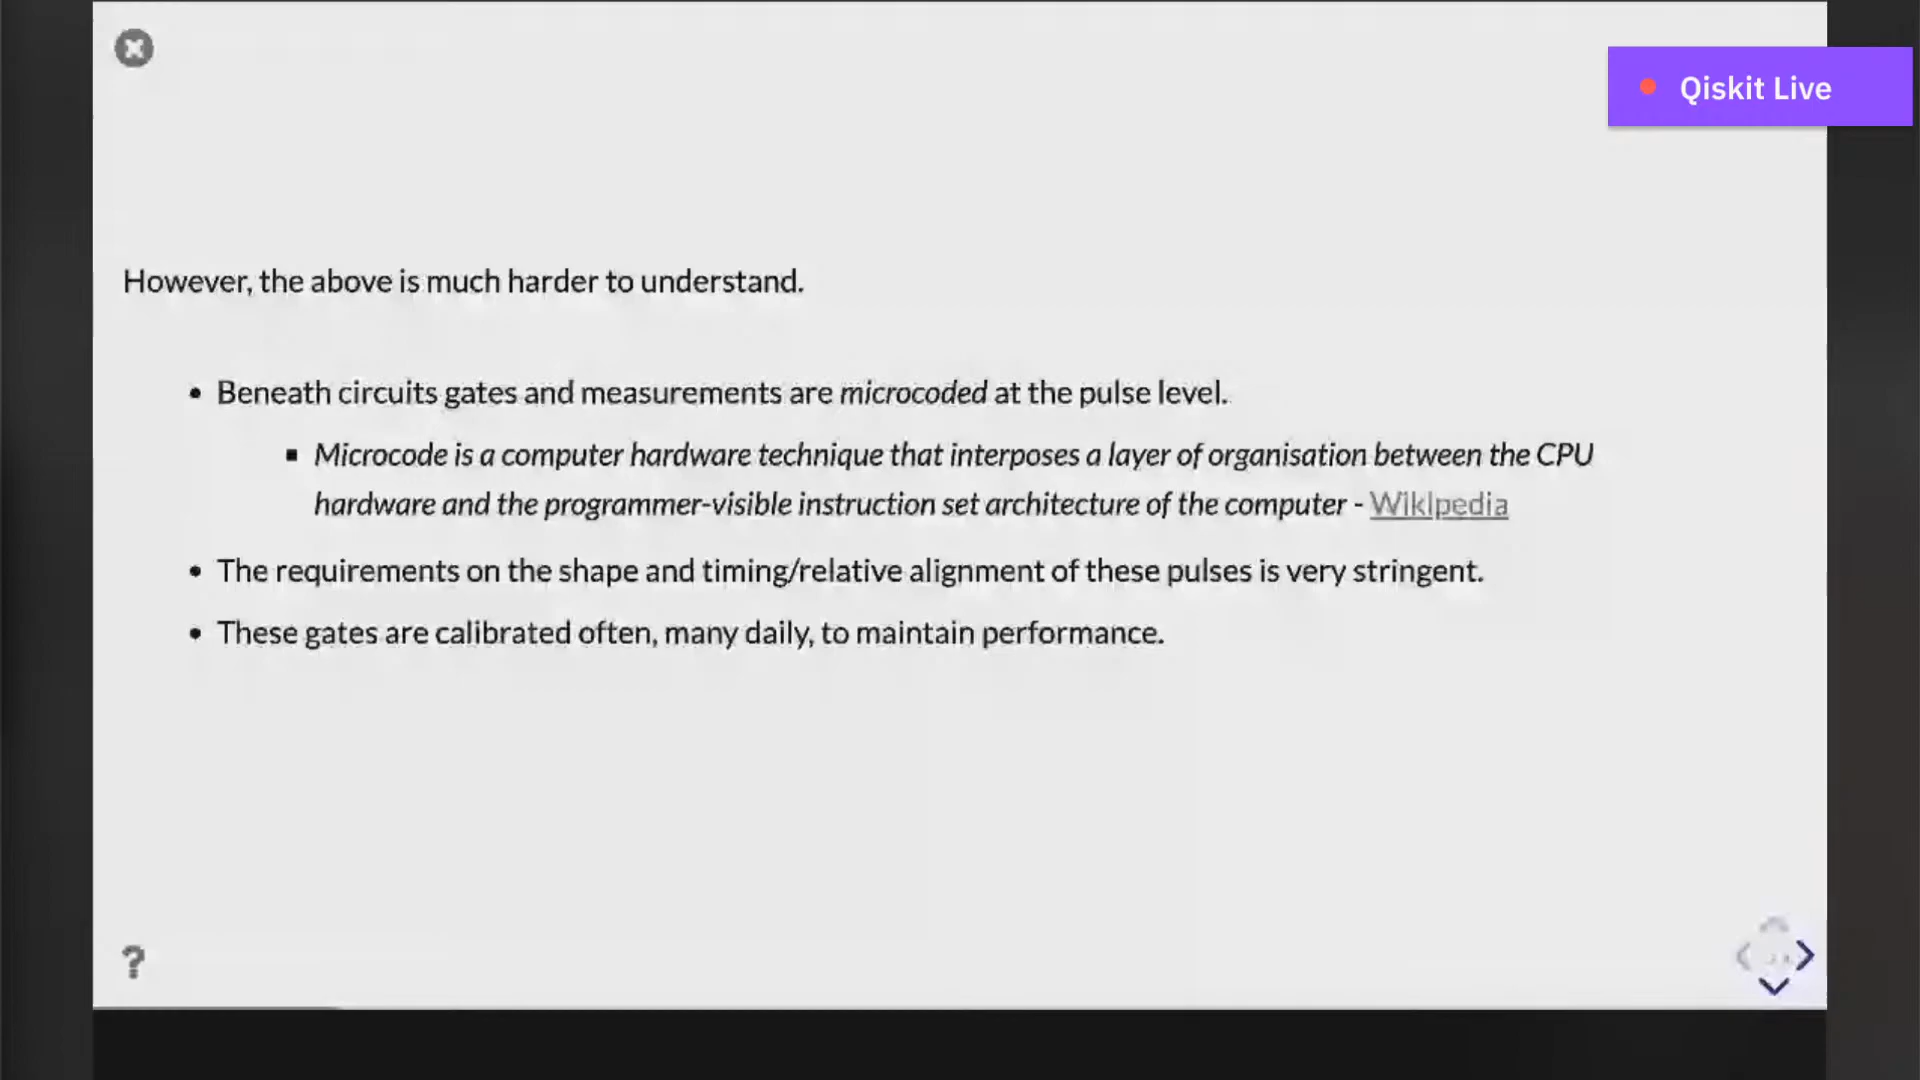 Qiskit Live
However, the above is much harder to understand.
• Beneath circuits gates and measurements are microcoded at the pulse level.
▪ Microcode is a computer hardware technique that interposes a layer of organisation between the CPU
hardware and the programmer-visible instruction set architecture of the computer - WikIpedia
• The requirements on the shape and timing/relative alignment of these pulses is very stringent.
• These gates are calibrated often, many daily, to maintain performance.
?